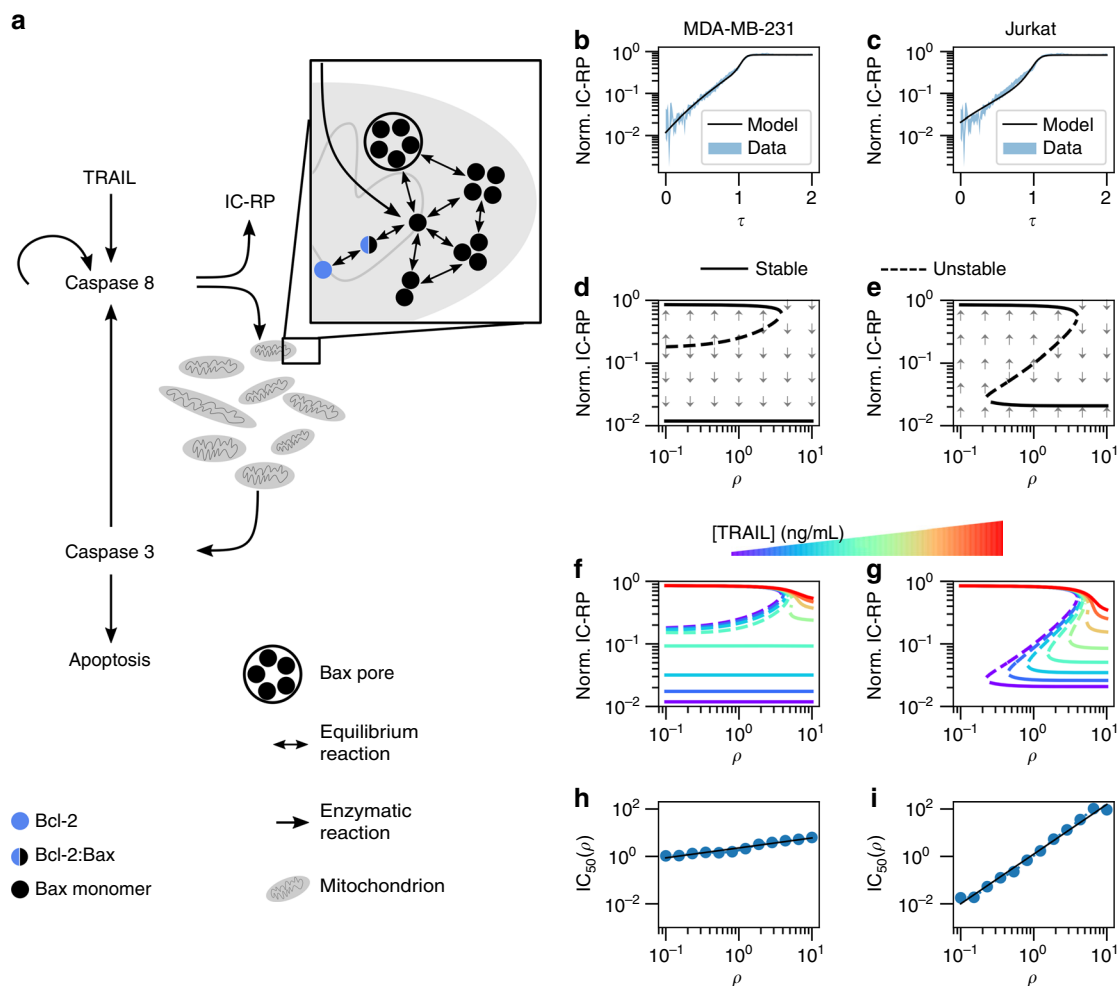 a
TRAIL
IC-RP
Caspase 8
Caspase 3
Apoptosis
Bax pore
Equilibrium
reaction
Enzymatic
reaction
Mitochondrion
Bcl-2
Bcl-2:Bax
Bax monomer
MDA-MB-231
b
10⁰
10⁻¹
10⁻²
Norm. IC-RP
Model
Data
0
1
2
τ
Jurkat
c
10⁰
10⁻¹
10⁻²
Norm. IC-RP
Model
Data
0
1
2
τ
Stable
Unstable
d
10⁰
10⁻¹
10⁻²
Norm. IC-RP
10⁻¹
10⁰
10¹
ρ
e
10⁰
10⁻¹
10⁻²
Norm. IC-RP
10⁻¹
10⁰
10¹
ρ
[TRAIL] (ng/mL)
f
10⁰
10⁻¹
10⁻²
Norm. IC-RP
10⁻¹
10⁰
10¹
ρ
g
10⁰
10⁻¹
10⁻²
Norm. IC-RP
10⁻¹
10⁰
10¹
ρ
h
10²
10⁰
10⁻²
IC₅₀(ρ)
10⁻¹
10⁰
10¹
ρ
i
10²
10⁰
10⁻²
IC₅₀(ρ)
10⁻¹
10⁰
10¹
ρ